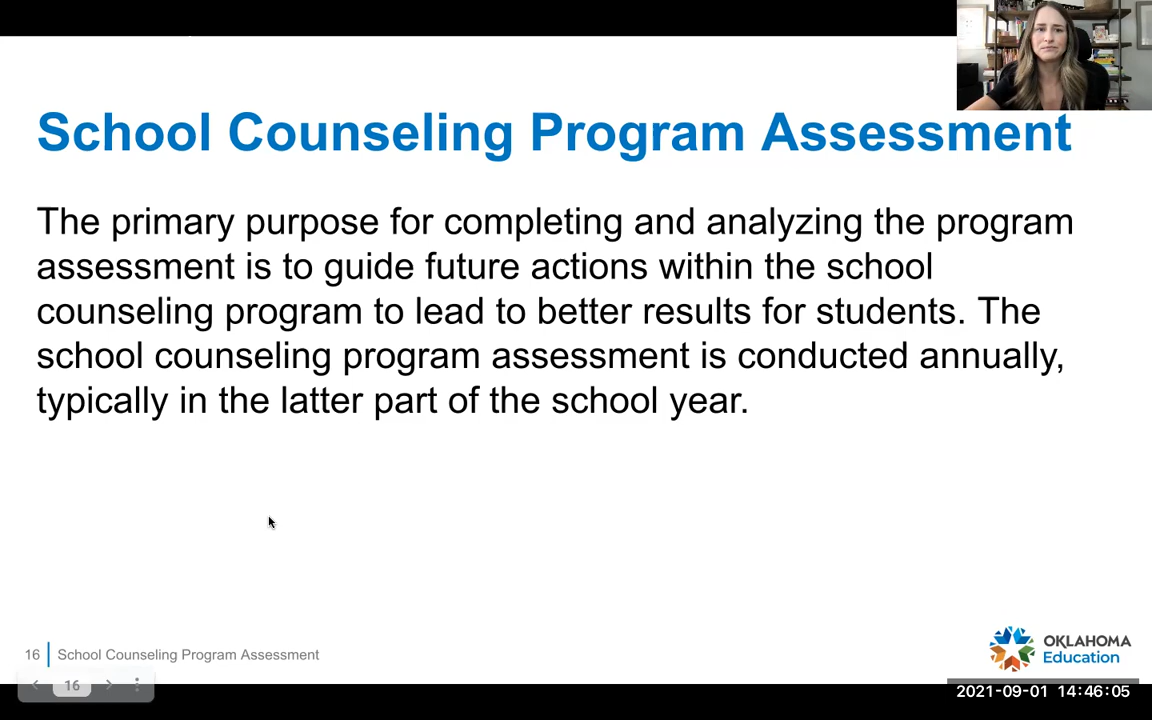 School Counseling Program Assessment
The primary purpose for completing and analyzing the program
assessment is to guide future actions within the school
counseling program to lead to better results for students. The
school counseling program assessment is conducted annually,
typically in the latter part of the school year.
16 School Counseling Program Assessment
OKLAHOMA
Education
16
2021-09-01 14:46:05